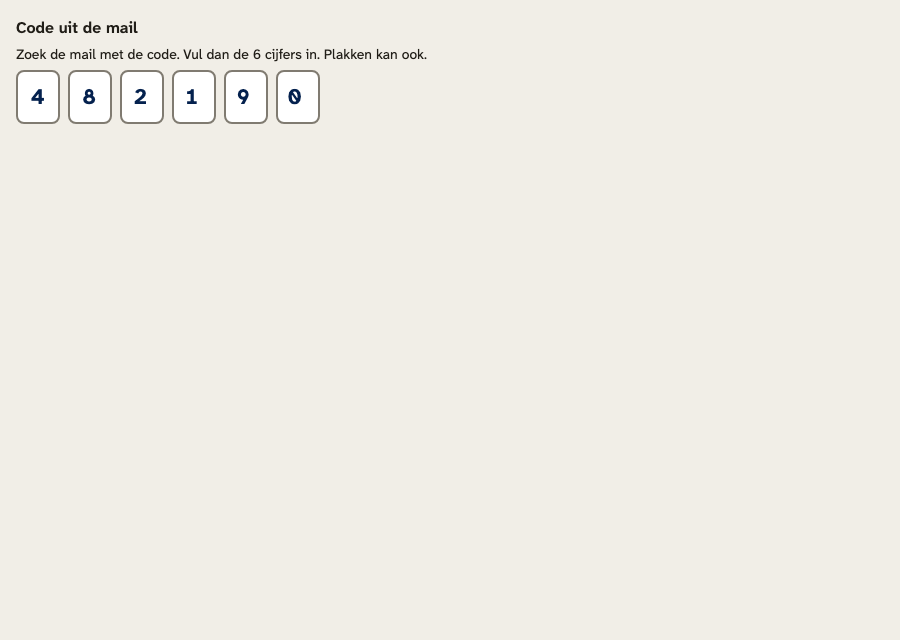 Code uit de mail
Zoek de mail met de code. Vul dan de 6 cijfers in. Plakken kan ook.
4 8 2 1 9 0